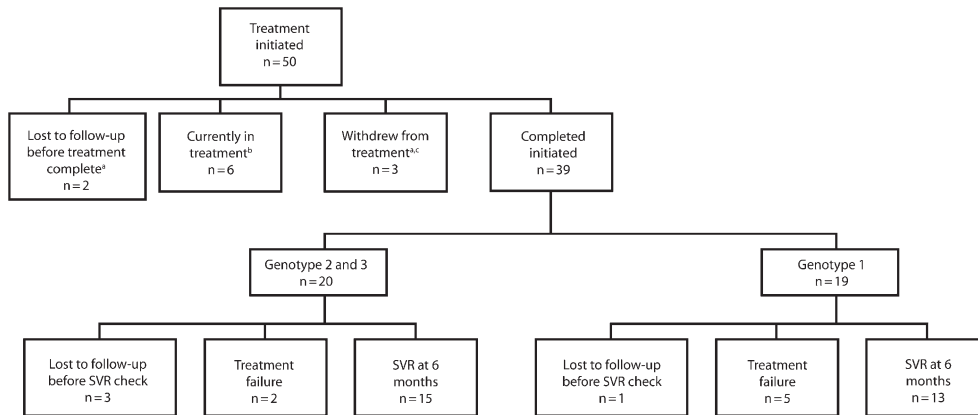 Treatment
initiated
n = 50
Lost to follow-up
before treatment
completeᵃ
n = 2
Currently in
treatmentᵇ
n = 6
Withdrew from
treatmentᵃ,ᶜ
n = 3
Completed
initiated
n = 39
Genotype 2 and 3
n = 20
Genotype 1
n = 19
Lost to follow-up
before SVR check
n = 3
Treatment
failure
n = 2
SVR at 6
months
n = 15
Lost to follow-up
before SVR check
n = 1
Treatment
failure
n = 5
SVR at 6
months
n = 13